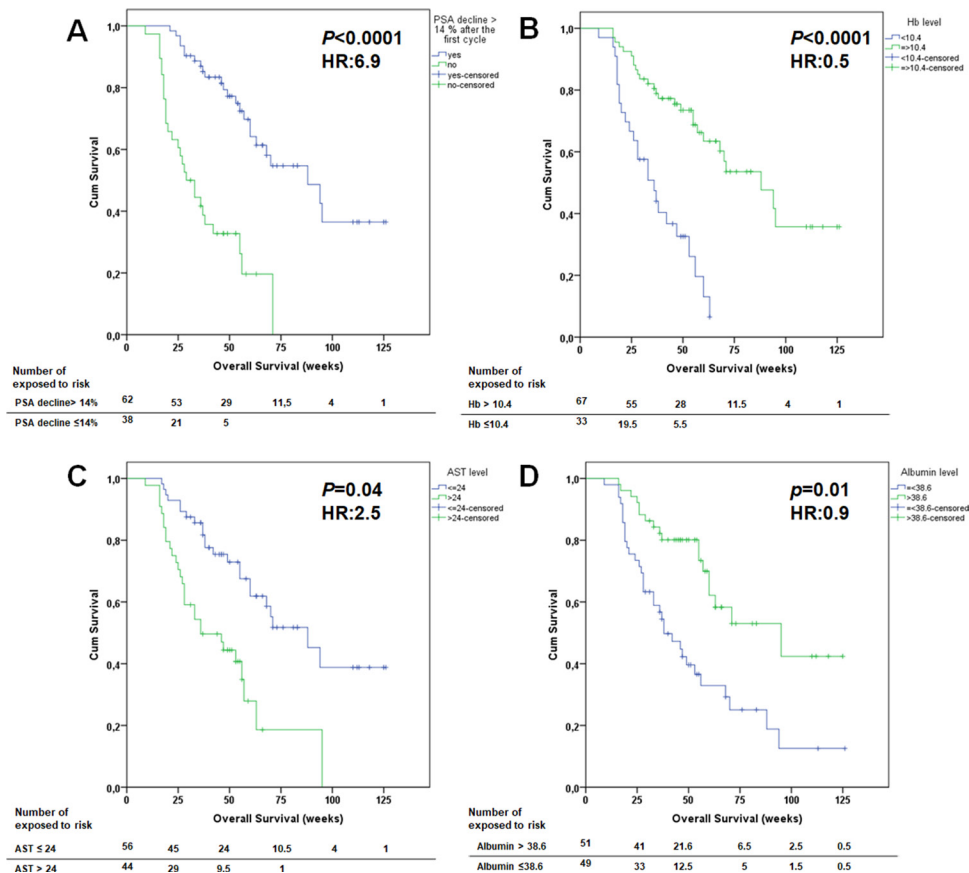 A
PSA decline >
14 % after the
first cycle
yes
no
yes-censored
no-censored
P<0.0001
HR:6.9
Cum Survival
1,0
0,8
0,6
0,4
0,2
0,0
0 25 50 75 100 125
Overall Survival (weeks)
Number of
exposed to risk
PSA decline> 14% 62 53 29 11,5 4 1
PSA decline ≤14% 38 21 5
B
Hb level
<10.4
=>10.4
<10.4-censored
=>10.4-censored
P<0.0001
HR:0.5
Cum Survival
1,0
0,8
0,6
0,4
0,2
0,0
0 25 50 75 100 125
Overall Survival (weeks)
Number of
exposed to risk
Hb > 10.4 67 55 28 11.5 4 1
Hb ≤10.4 33 19.5 5.5
C
AST level
<=24
>24
<=24-censored
>24-censored
P=0.04
HR:2.5
Cum Survival
1,0
0,8
0,6
0,4
0,2
0,0
0 25 50 75 100 125
Overall Survival (weeks)
Number of
exposed to risk
AST ≤ 24 56 45 24 10.5 4 1
AST > 24 44 29 9.5 1
D
Albumin level
=<38.6
>38.6
=<38.6-censored
>38.6-censored
p=0.01
HR:0.9
Cum Survival
1,0
0,8
0,6
0,4
0,2
0,0
0 25 50 75 100 125
Overall Survival (weeks)
Number of
exposed to risk
Albumin > 38.6 51 41 21.6 6.5 2.5 0.5
Albumin ≤38.6 49 33 12.5 5 1.5 0.5